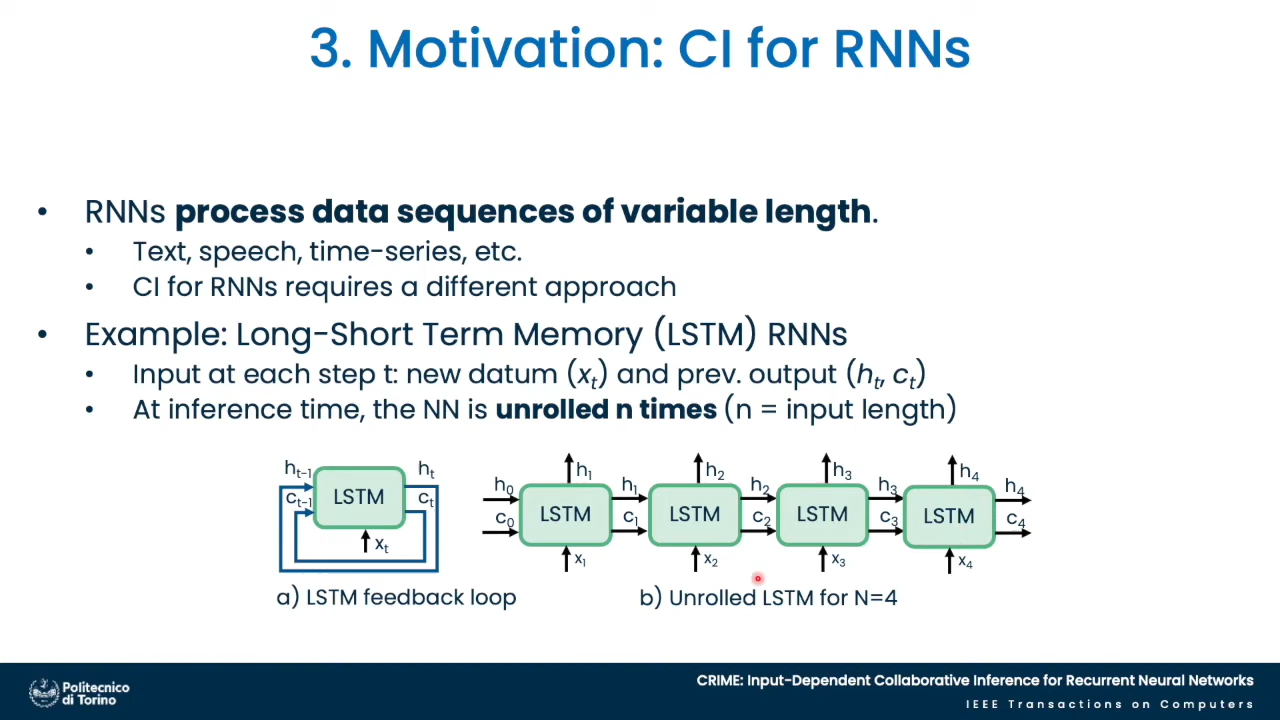 3. Motivation: CI for RNNs
• RNNs process data sequences of variable length.
• Text, speech, time-series, etc.
• CI for RNNs requires a different approach
• Example: Long-Short Term Memory (LSTM) RNNs
• Input at each step t: new datum (xt) and prev. output (ht, ct)
• At inference time, the NN is unrolled n times (n = input length)
ht-1 LSTM ht
ct-1 ct
xt
a) LSTM feedback loop
h1 h2 h3 h4
h0 h1 h2 h3 h4
LSTM LSTM LSTM LSTM
c0 c1 c2 c3 c4
x1 x2 x3 x4
b) Unrolled LSTM for N=4
Politecnico
di Torino
CRIME: Input-Dependent Collaborative Inference for Recurrent Neural Networks
IEEE Transactions on Computers